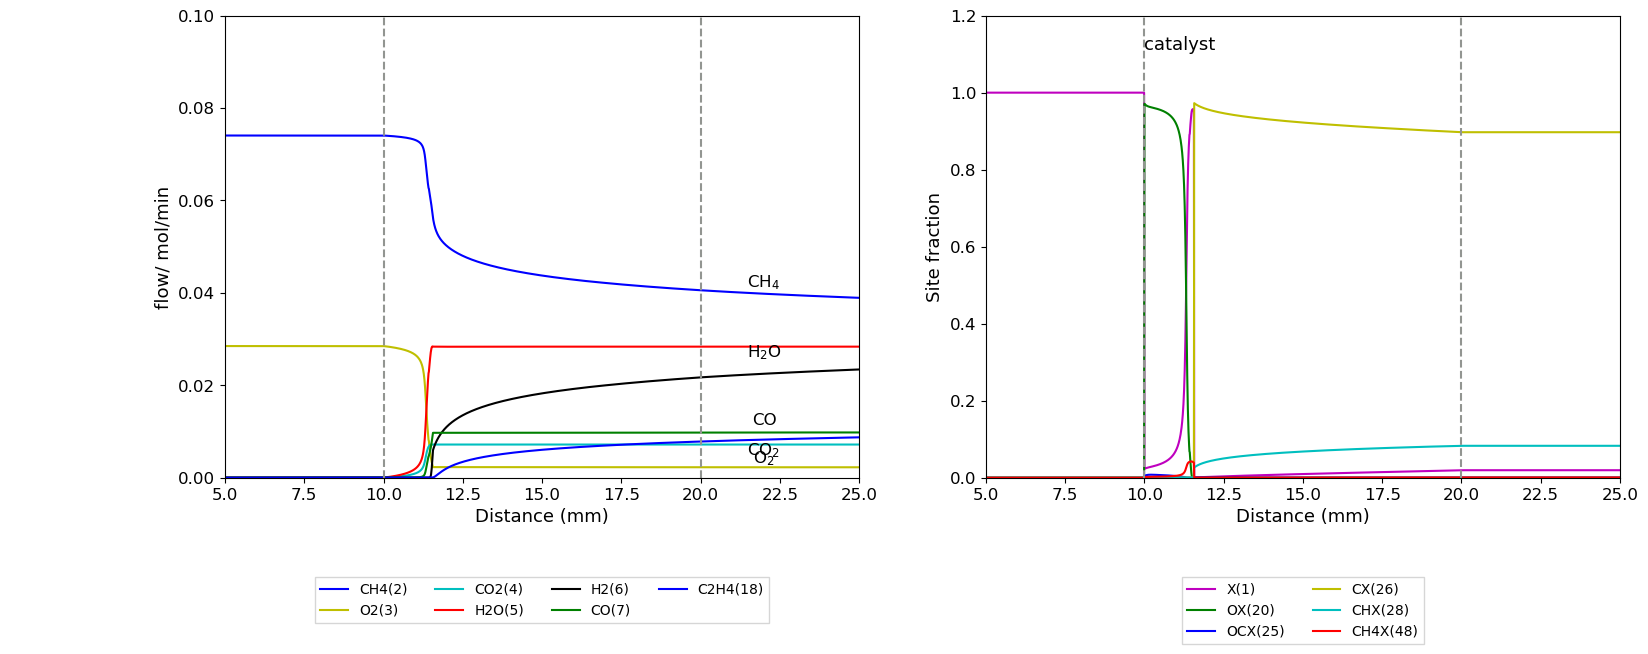 0.10
0.08
0.06
0.04
0.02
0.00
flow/ mol/min
5.0 7.5 10.0 12.5 15.0 17.5 20.0 22.5 25.0
Distance (mm)
CH₄
H₂O
CO
CO₂
O₂
CH4(2) CO2(4) H2(6) C2H4(18)
O2(3) H2O(5) CO(7)
1.2
1.0
0.8
0.6
0.4
0.2
0.0
Site fraction
catalyst
5.0 7.5 10.0 12.5 15.0 17.5 20.0 22.5 25.0
Distance (mm)
X(1) CX(26)
OX(20) CHX(28)
OCX(25) CH4X(48)